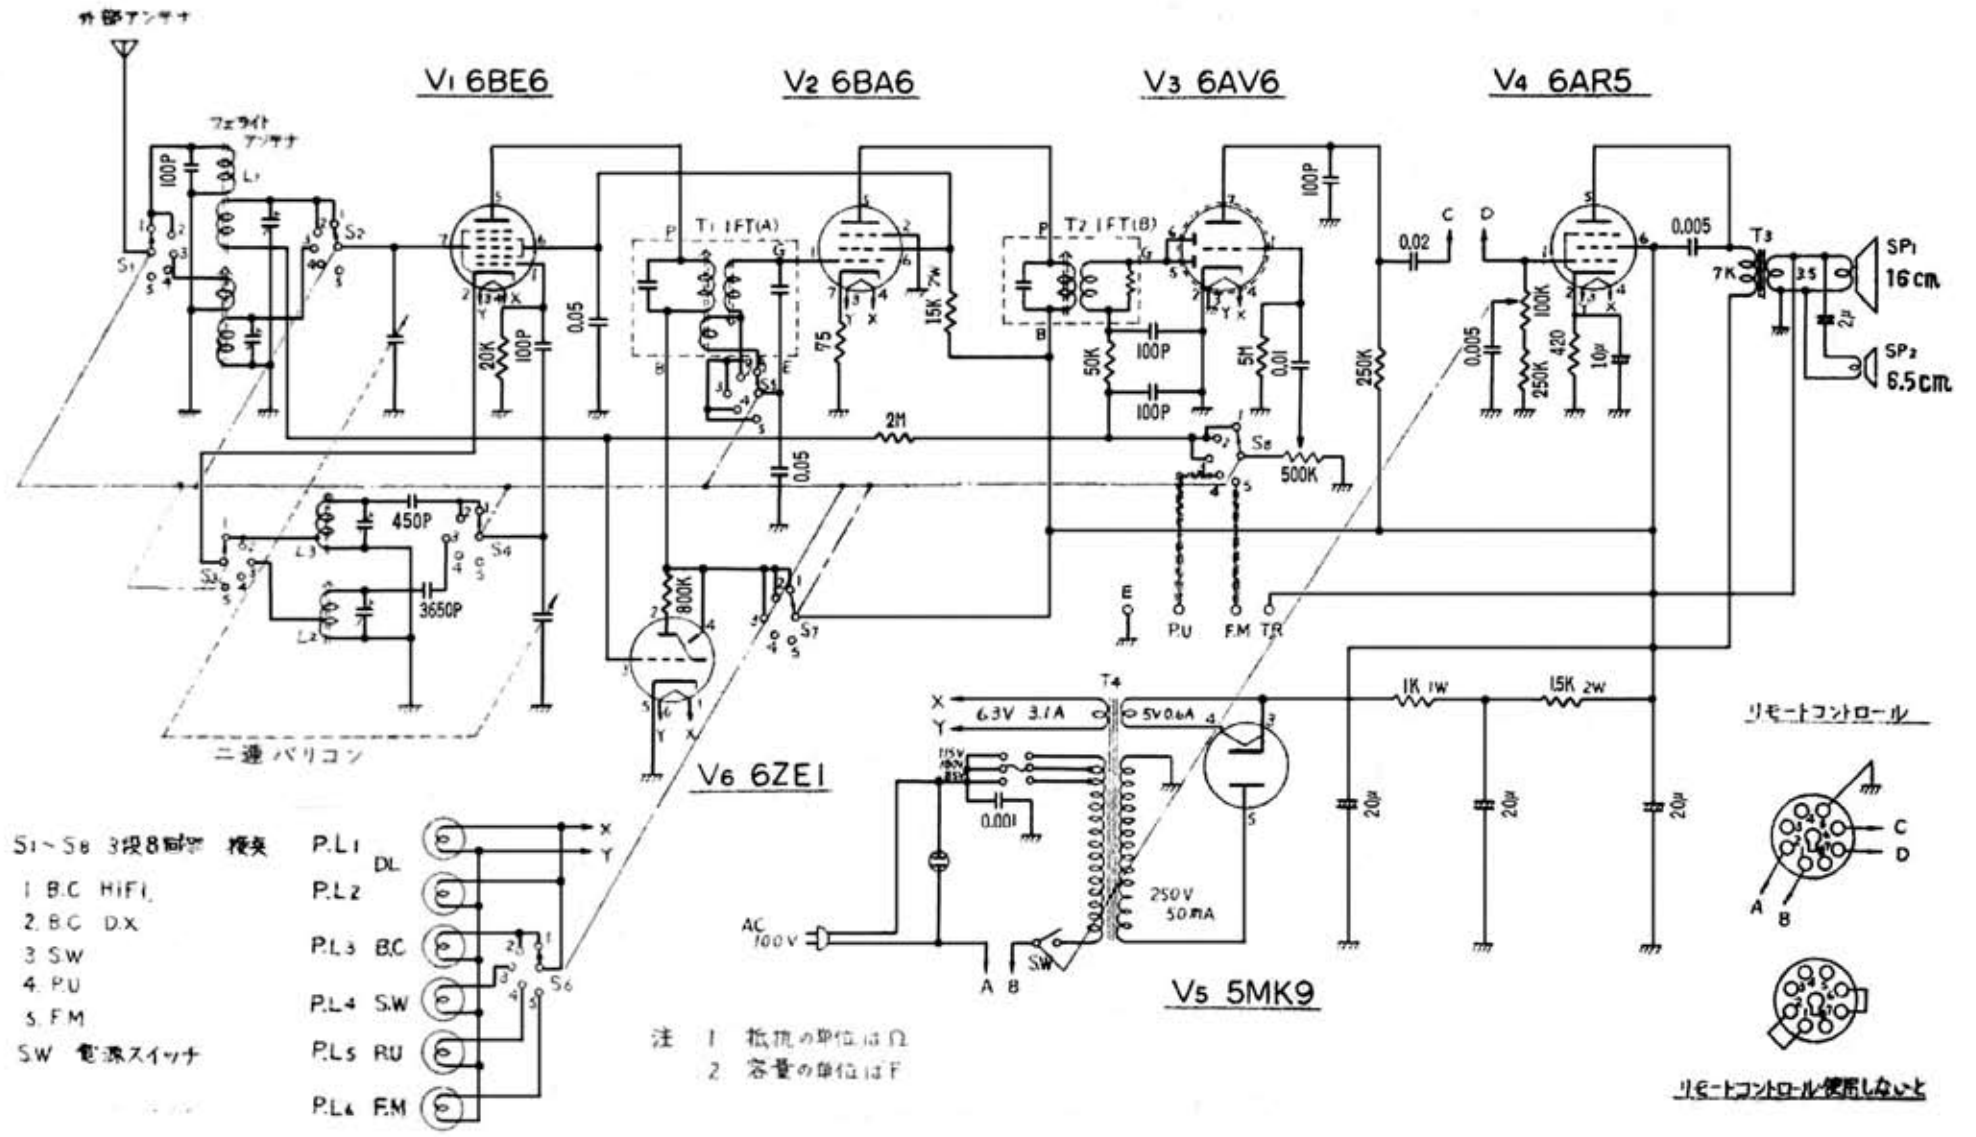 外部アンテナ
V1 6BE6
V2 6BA6
V3 6AV6
V4 6AR5
フェライト
アンテナ
100P
L1
S1
S2
20K
100P
0.05
P
T1 IFT(A)
G
B
E
S5
75
15K 2W
0.05
P
T2 IFT(B)
G
B
50K
100P
100P
5M
0.01
100P
250K
0.02
C
D
0.005
100K
250K
420
10μ
0.005
T3
7K
3.5
2μ
SP1
16cm
SP2
6.5cm
2M
S8
500K
S3
L3
450P
S4
L2
3650P
二連バリコン
800K
S7
V6 6ZE1
E
P.U
F.M
T.R
T4
X
Y
6.3V 3.1A
5V 0.6A
115V
100V
85V
0.001
250V
50mA
AC
100V
A
B
S.W
V5 5MK9
1K 1W
1.5K 2W
20μ
20μ
20μ
リモートコントロール
C
D
A
B
リモートコントロール使用しないと
S1~S8 3段8回路
1 B.C HiFi.
2. B.C D.X
3 S.W
4. P.U
5. F.M
S.W 電源スイッチ
P.L1
DL
P.L2
P.L3 B.C
P.L4 S.W
P.L5 P.U
P.L6 F.M
X
Y
S6
注 1 抵抗の単位はΩ
2 容量の単位はF